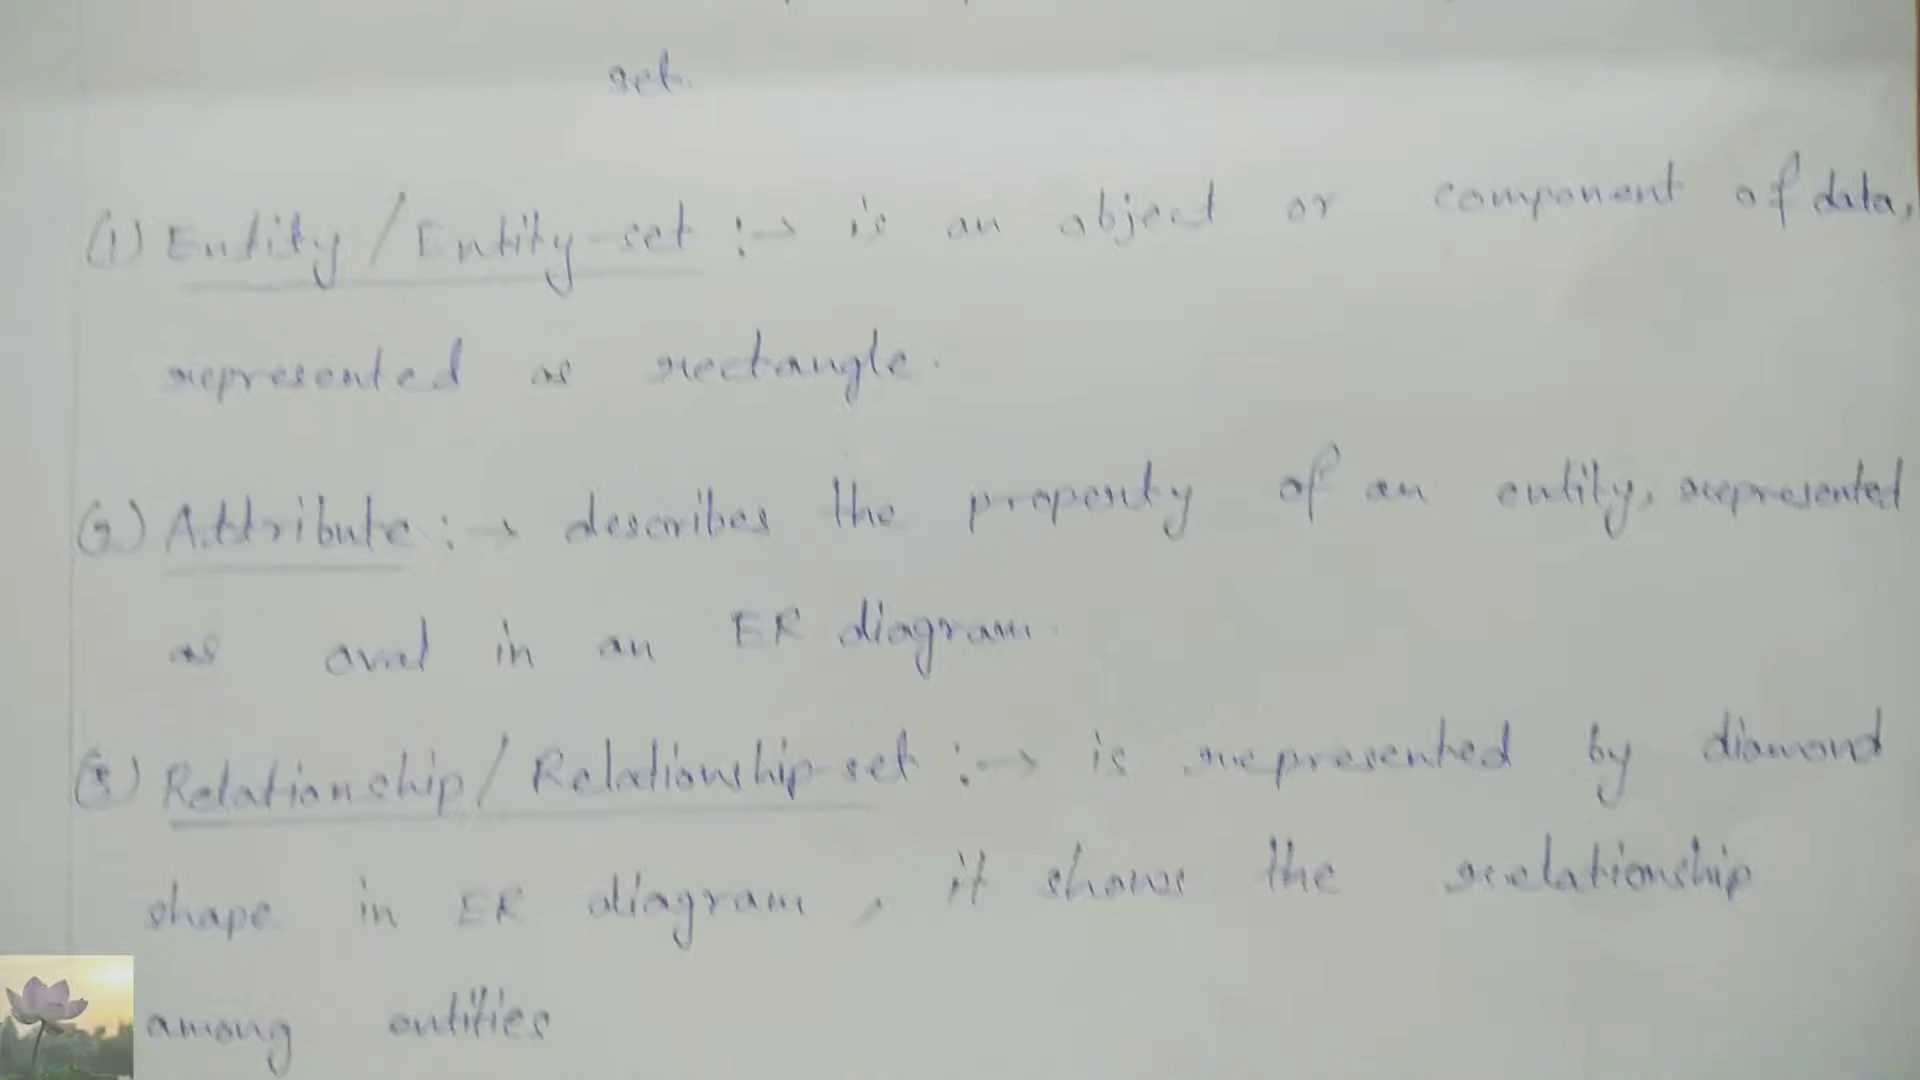 set.
(1) Entity / Entity-set :→ is an object or component of data,
represented as rectangle.
(2) Attribute :→ describes the property of an entity, represented
as oval in an ER diagram.
(3) Relationship / Relationship-set :→ is represented by diamond
shape in ER diagram, it shows the relationship
among entities